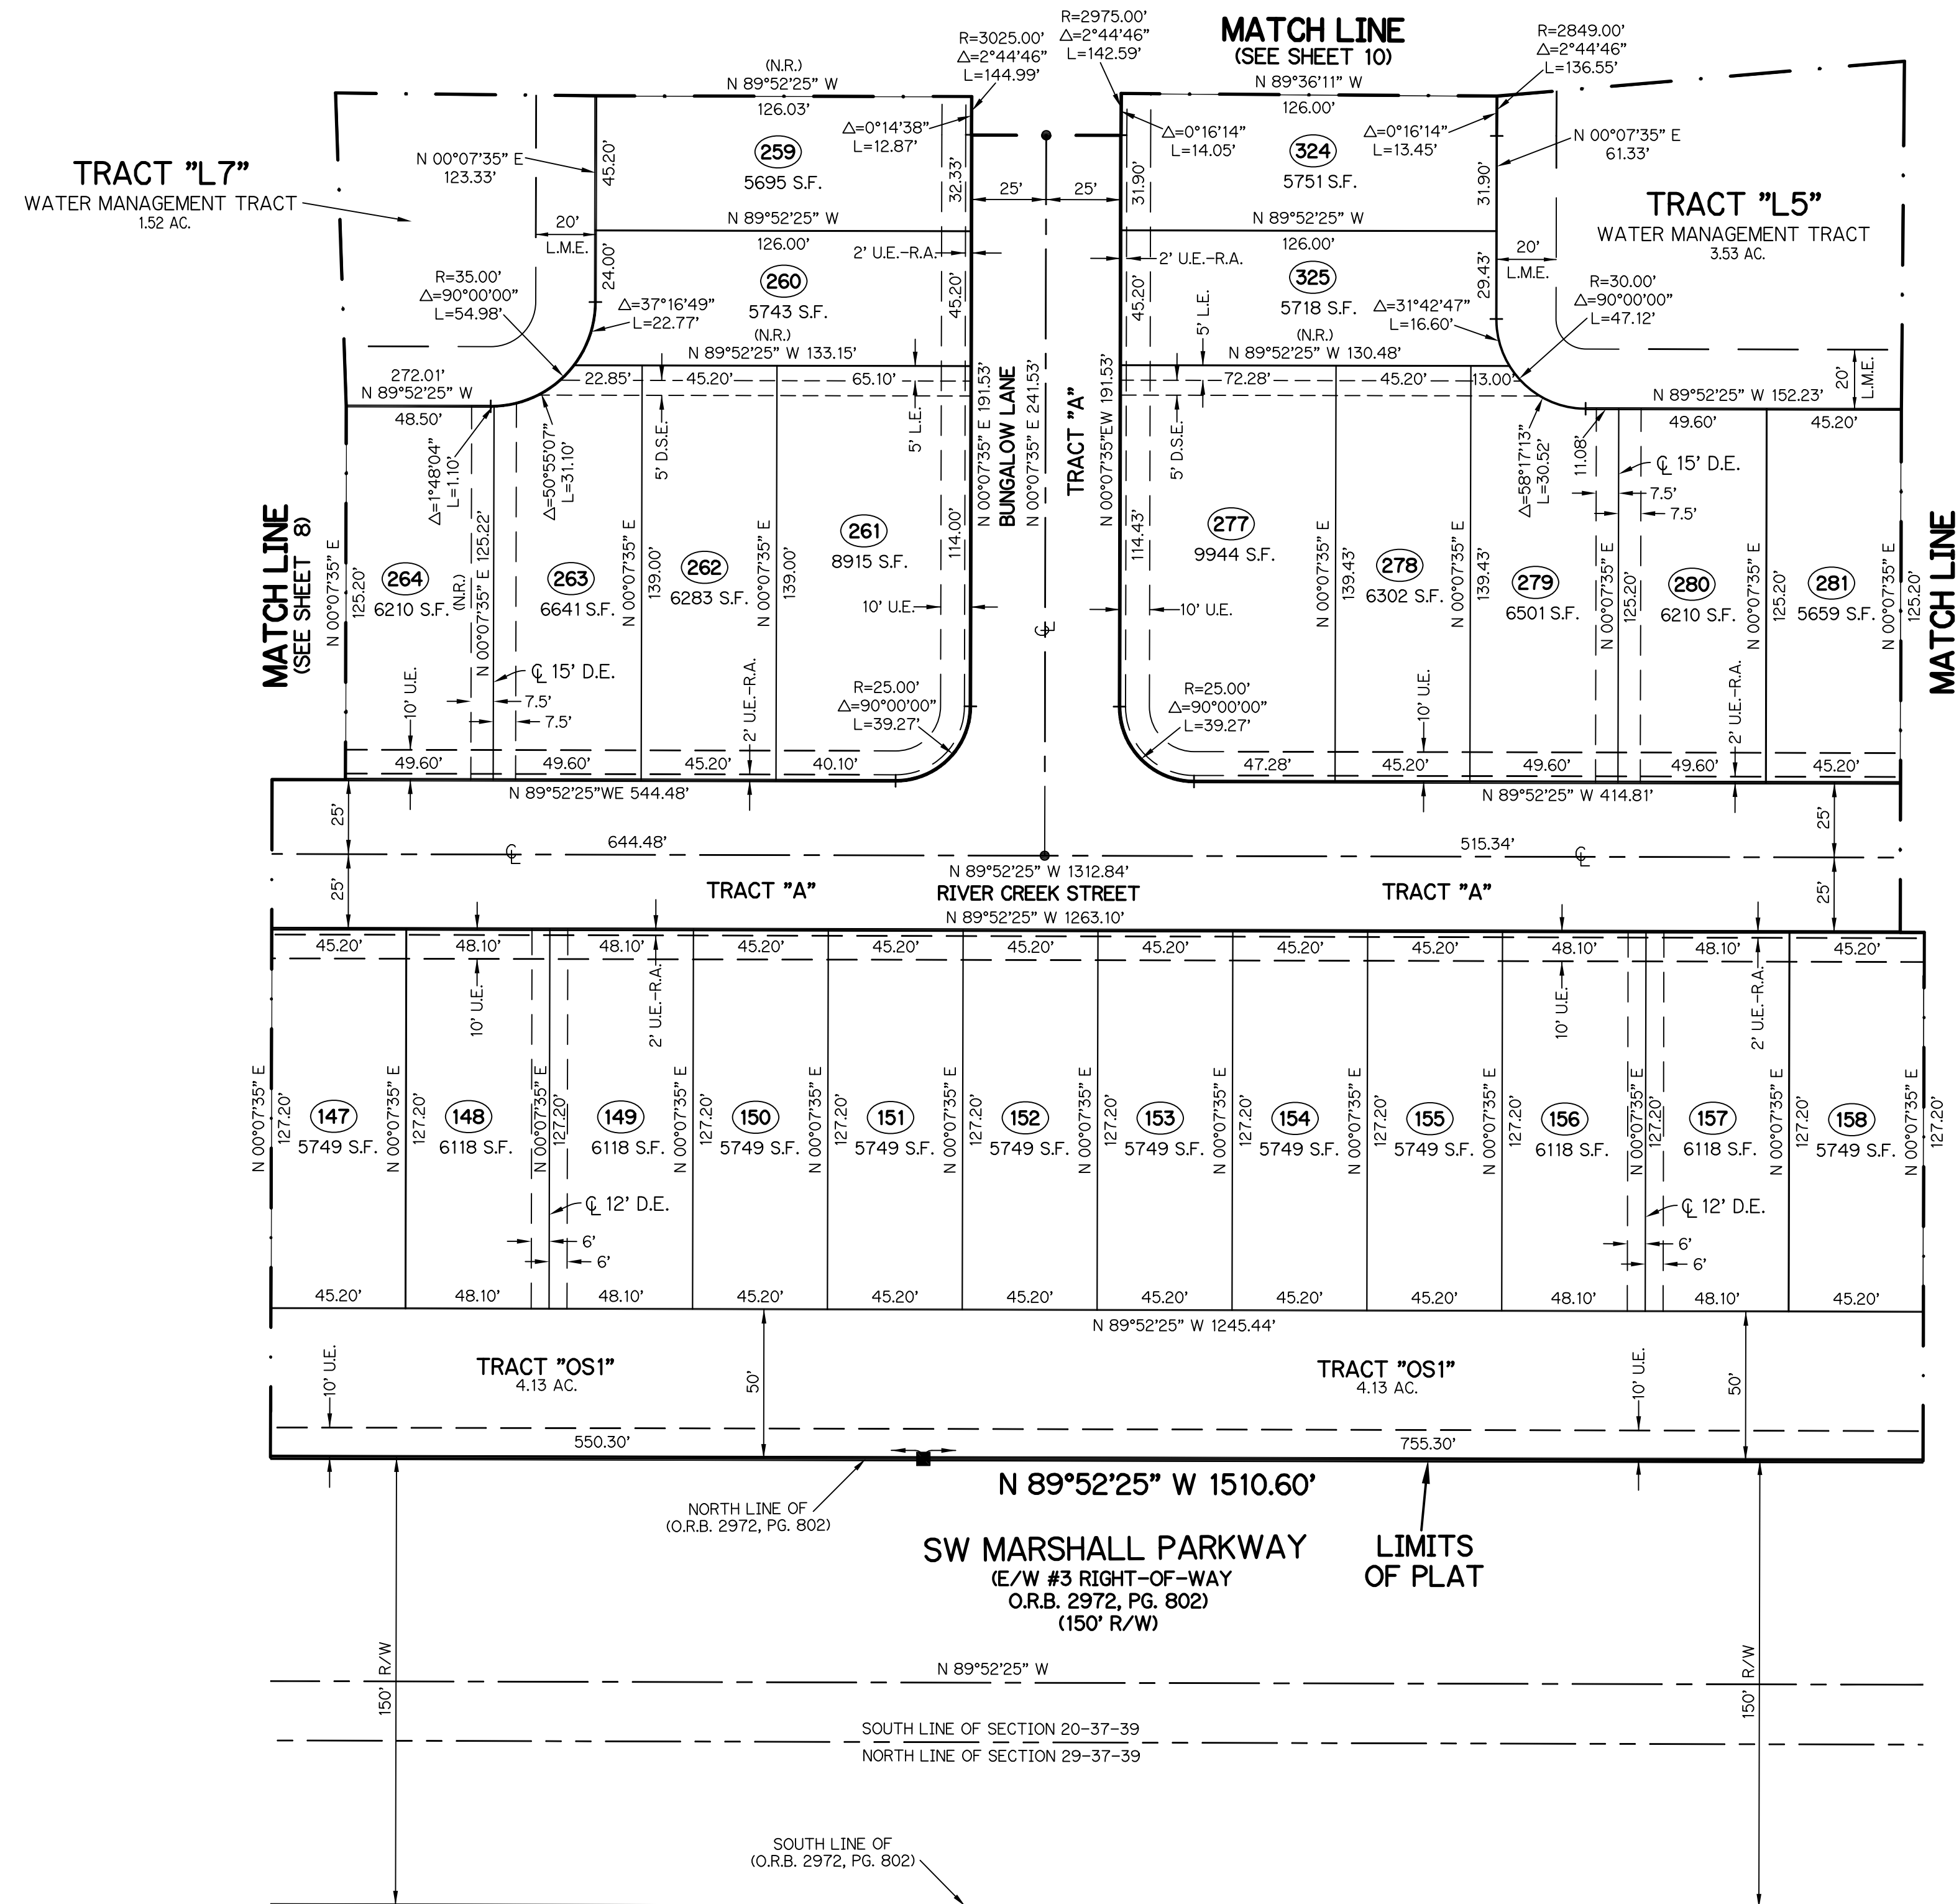 MATCH LINE
(SEE SHEET 10)
N 89°36'11" W
126.00'
R=3025.00'
△=2°44'46"
L=144.99'
R=2975.00'
△=2°44'46"
L=142.59'
R=2849.00'
△=2°44'46"
L=136.55'
(N.R.)
N 89°52'25" W
126.03'
TRACT "L7"
WATER MANAGEMENT TRACT
1.52 AC.
N 00°07'35" E
123.33'
45.20'
259
5695 S.F.
△=0°14'38"
L=12.87'
32.33'
25'
25'
△=0°16'14"
L=14.05'
31.90'
324
5751 S.F.
△=0°16'14"
L=13.45'
31.90'
N 00°07'35" E
61.33'
TRACT "L5"
WATER MANAGEMENT TRACT
3.53 AC.
20'
L.M.E.
N 89°52'25" W
126.00'
24.00'
260
5743 S.F.
2' U.E.-R.A.
45.20'
(N.R.)
N 89°52'25" W 133.15'
R=35.00'
△=90°00'00"
L=54.98'
△=37°16'49"
L=22.77'
2' U.E.-R.A.
45.20'
N 89°52'25" W
126.00'
325
5718 S.F.
29.43'
20'
L.M.E.
5' L.E.
(N.R.)
N 89°52'25" W 130.48'
△=31°42'47"
L=16.60'
R=30.00'
△=90°00'00"
L=47.12'
20'
L.M.E.
272.01'
N 89°52'25" W
48.50'
22.85'
45.20'
65.10'
72.28'
45.20'
13.00'
N 89°52'25" W 152.23'
49.60'
45.20'
△=1°48'04"
L=1.10'
△=50°55'07"
L=31.10'
5' D.S.E.
5' L.E.
5' D.S.E.
△=58°17'13"
L=30.52'
11.08'
℄ 15' D.E.
7.5'
7.5'
MATCH LINE
(SEE SHEET 8)
N 00°07'35" E
125.20'
264
6210 S.F.
(N.R.)
N 00°07'35" E 125.22'
263
6641 S.F.
N 00°07'35" E
139.00'
262
6283 S.F.
N 00°07'35" E
139.00'
261
8915 S.F.
114.00'
N 00°07'35" E 191.53'
BUNGALOW LANE
N 00°07'35" E 241.53'
TRACT "A"
N 00°07'35"EW 191.53'
114.43'
277
9944 S.F.
N 00°07'35" E
139.43'
278
6302 S.F.
N 00°07'35" E
139.43'
279
6501 S.F.
N 00°07'35" E
125.20'
280
6210 S.F.
N 00°07'35" E
125.20'
281
5659 S.F.
N 00°07'35" E
125.20'
MATCH LINE
10' U.E.
10' U.E.
℄
10' U.E.
℄ 15' D.E.
7.5'
7.5'
2' U.E.-R.A.
R=25.00'
△=90°00'00"
L=39.27'
R=25.00'
△=90°00'00"
L=39.27'
10' U.E.
2' U.E.-R.A.
49.60'
49.60'
45.20'
40.10'
47.28'
45.20'
49.60'
49.60'
45.20'
N 89°52'25"WE 544.48'
N 89°52'25" W 414.81'
25'
25'
644.48'
℄
515.34'
℄
25'
25'
N 89°52'25" W 1312.84'
TRACT "A"
RIVER CREEK STREET
TRACT "A"
N 89°52'25" W 1263.10'
45.20'
48.10'
48.10'
45.20'
45.20'
45.20'
45.20'
45.20'
45.20'
48.10'
48.10'
45.20'
10' U.E.
2' U.E.-R.A.
10' U.E.
2' U.E.-R.A.
N 00°07'35" E
127.20'
147
5749 S.F.
N 00°07'35" E
127.20'
148
6118 S.F.
N 00°07'35" E
127.20'
149
6118 S.F.
N 00°07'35" E
127.20'
150
5749 S.F.
N 00°07'35" E
127.20'
151
5749 S.F.
N 00°07'35" E
127.20'
152
5749 S.F.
N 00°07'35" E
127.20'
153
5749 S.F.
N 00°07'35" E
127.20'
154
5749 S.F.
N 00°07'35" E
127.20'
155
5749 S.F.
N 00°07'35" E
127.20'
156
6118 S.F.
N 00°07'35" E
127.20'
157
6118 S.F.
N 00°07'35" E
127.20'
158
5749 S.F.
N 00°07'35" E
127.20'
℄ 12' D.E.
6'
6'
℄ 12' D.E.
6'
6'
45.20'
48.10'
48.10'
45.20'
45.20'
45.20'
45.20'
45.20'
45.20'
48.10'
48.10'
45.20'
N 89°52'25" W 1245.44'
10' U.E.
TRACT "OS1"
4.13 AC.
50'
TRACT "OS1"
4.13 AC.
10' U.E.
50'
550.30'
755.30'
N 89°52'25" W 1510.60'
NORTH LINE OF
(O.R.B. 2972, PG. 802)
SW MARSHALL PARKWAY
(E/W #3 RIGHT-OF-WAY
O.R.B. 2972, PG. 802)
(150' R/W)
LIMITS
OF PLAT
150' R/W
N 89°52'25" W
150' R/W
SOUTH LINE OF SECTION 20-37-39
NORTH LINE OF SECTION 29-37-39
SOUTH LINE OF
(O.R.B. 2972, PG. 802)